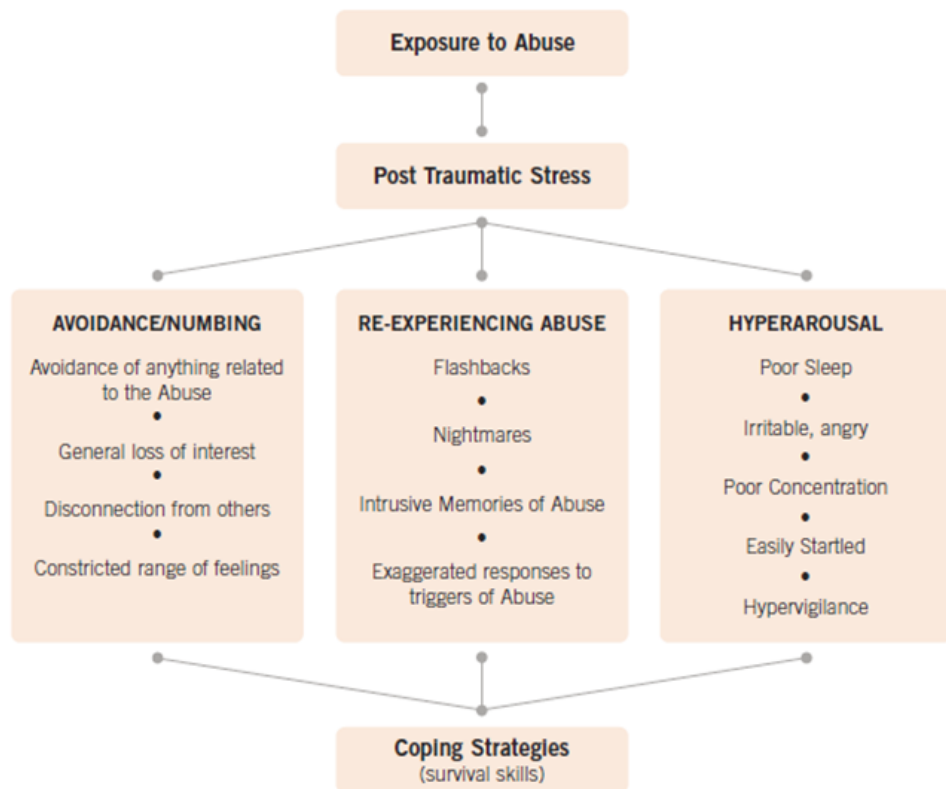 Exposure to Abuse
Post Traumatic Stress
AVOIDANCE/NUMBING
Avoidance of anything related
to the Abuse
•
General loss of interest
•
Disconnection from others
•
Constricted range of feelings
RE-EXPERIENCING ABUSE
Flashbacks
•
Nightmares
•
Intrusive Memories of Abuse
•
Exaggerated responses to
triggers of Abuse
HYPERAROUSAL
Poor Sleep
•
Irritable, angry
•
Poor Concentration
•
Easily Startled
•
Hypervigilance
Coping Strategies
(survival skills)